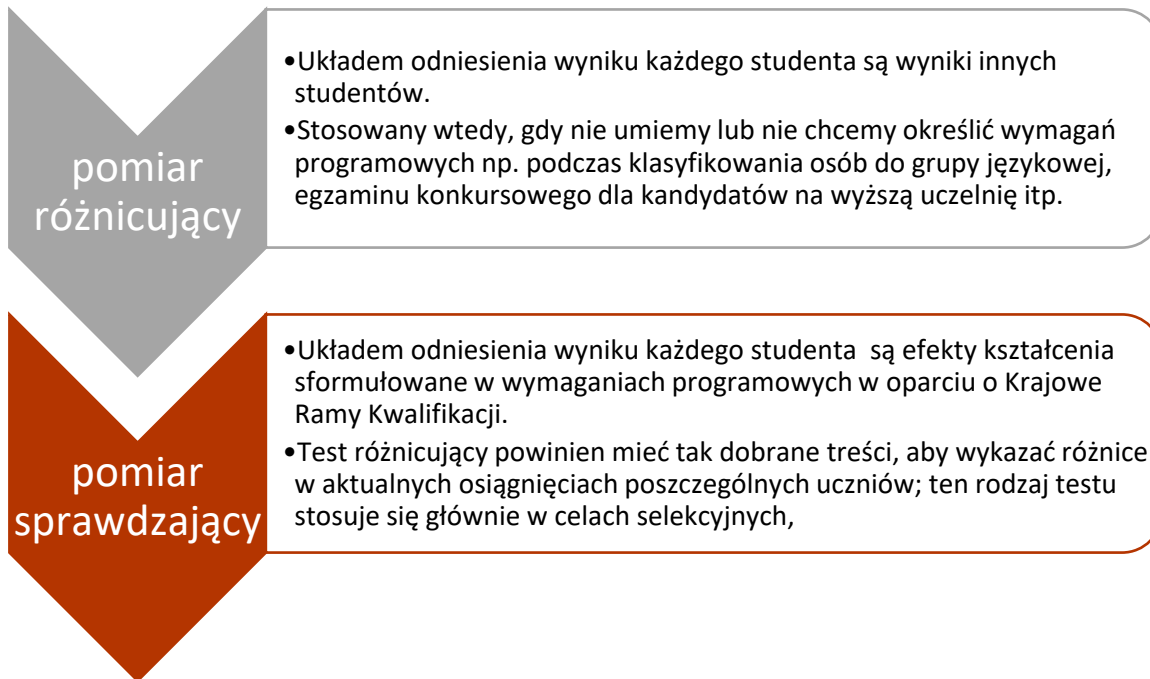 pomiar
różnicujący
•Układem odniesienia wyniku każdego studenta są wyniki innych
studentów.
•Stosowany wtedy, gdy nie umiemy lub nie chcemy określić wymagań
programowych np. podczas klasyfikowania osób do grupy językowej,
egzaminu konkursowego dla kandydatów na wyższą uczelnię itp.
pomiar
sprawdzający
•Układem odniesienia wyniku każdego studenta są efekty kształcenia
sformułowane w wymaganiach programowych w oparciu o Krajowe
Ramy Kwalifikacji.
•Test różnicujący powinien mieć tak dobrane treści, aby wykazać różnice
w aktualnych osiągnięciach poszczególnych uczniów; ten rodzaj testu
stosuje się głównie w celach selekcyjnych,